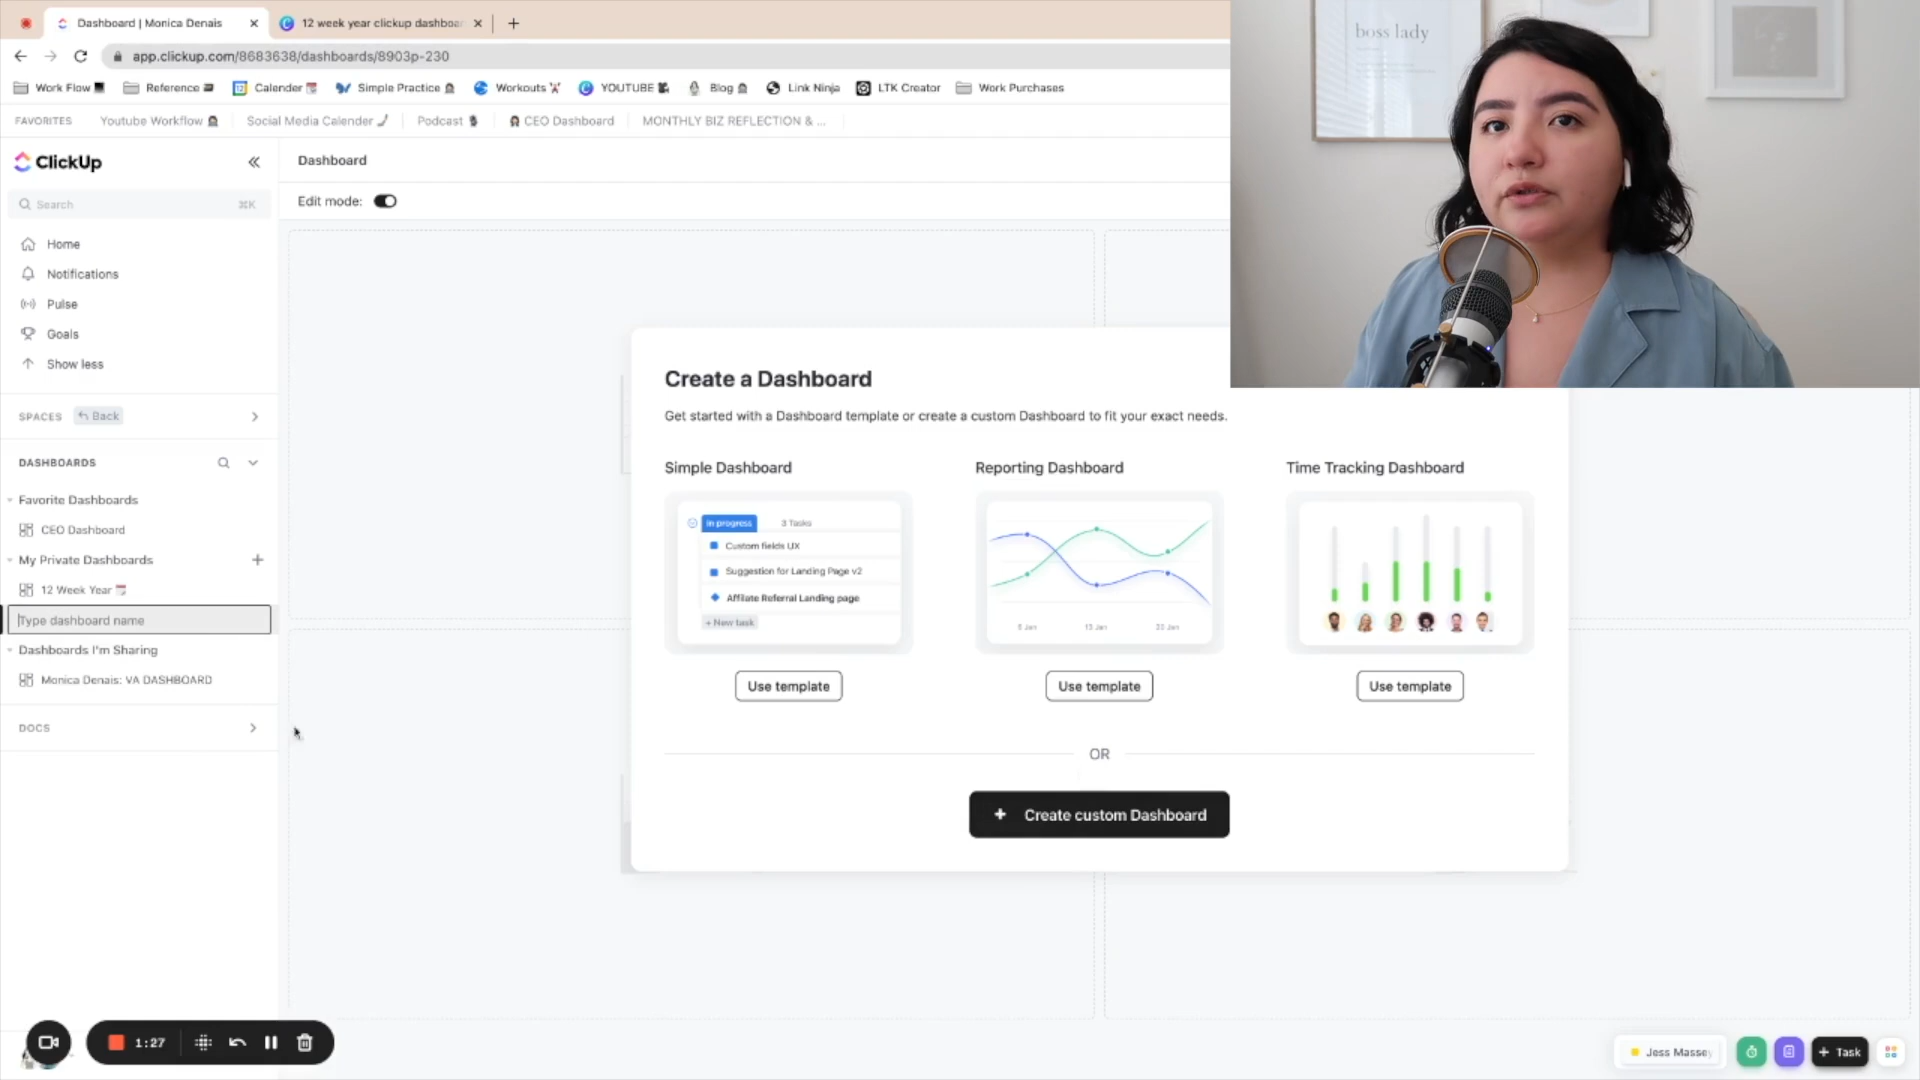 Dashboard | Monica Denais
12 week year clickup dashboar
app.clickup.com/8683638/dashboards/8903p-230
Work Flow
Reference
Calender
Simple Practice
Workouts
YOUTUBE
Blog
Link Ninja
LTK Creator
Work Purchases
FAVORITES
Youtube Workflow
Social Media Calender
Podcast
CEO Dashboard
MONTHLY BIZ REFLECTION & ...
boss lady
ClickUp
Dashboard
Search
⌘K
Edit mode:
Home
Notifications
Pulse
Goals
Show less
SPACES
Back
DASHBOARDS
Favorite Dashboards
CEO Dashboard
My Private Dashboards
12 Week Year
Type dashboard name
Dashboards I'm Sharing
Monica Denais: VA DASHBOARD
DOCS
Create a Dashboard
Get started with a Dashboard template or create a custom Dashboard to fit your exact needs.
Simple Dashboard
In progress
3 Tasks
Custom fields UX
Suggestion for Landing Page v2
Affilate Referral Landing page
+ New task
Use template
Reporting Dashboard
6 Jan
13 Jan
20 Jan
Use template
Time Tracking Dashboard
Use template
OR
+ Create custom Dashboard
1:27
Jess Massey
+ Task